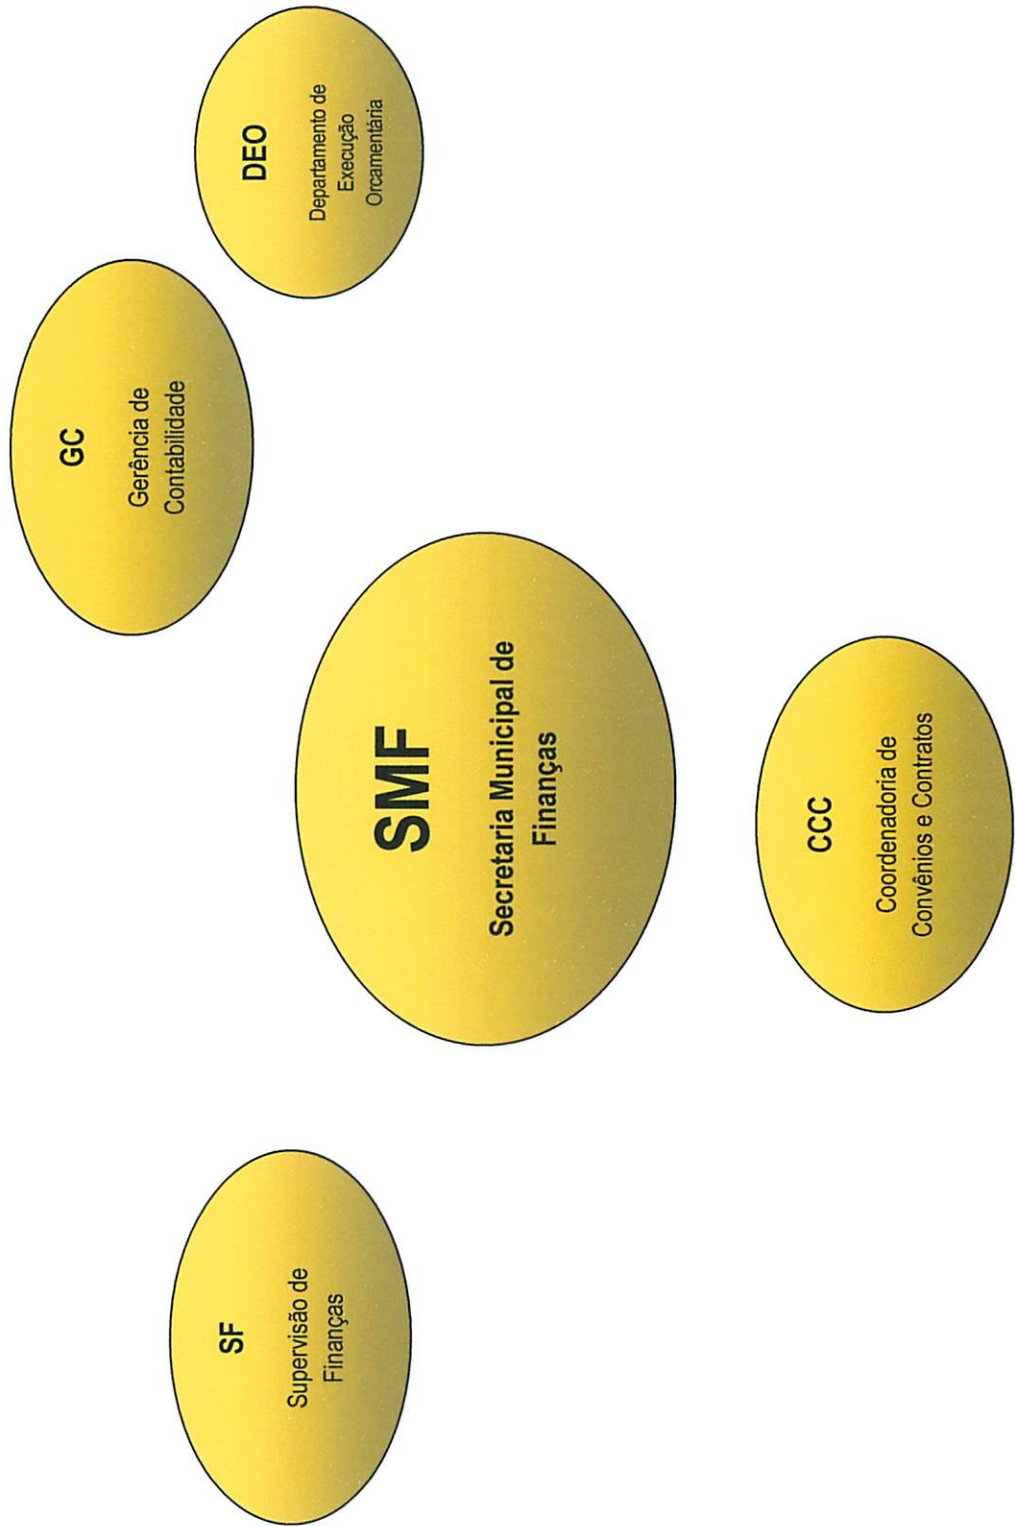 SF
Supervisão de
Finanças
GC
Gerência de
Contabilidade
DEO
Departamento de
Execução
Orcamentária
SMF
Secretaria Municipal de
Finanças
CCC
Coordenadoria de
Convênios e Contratos